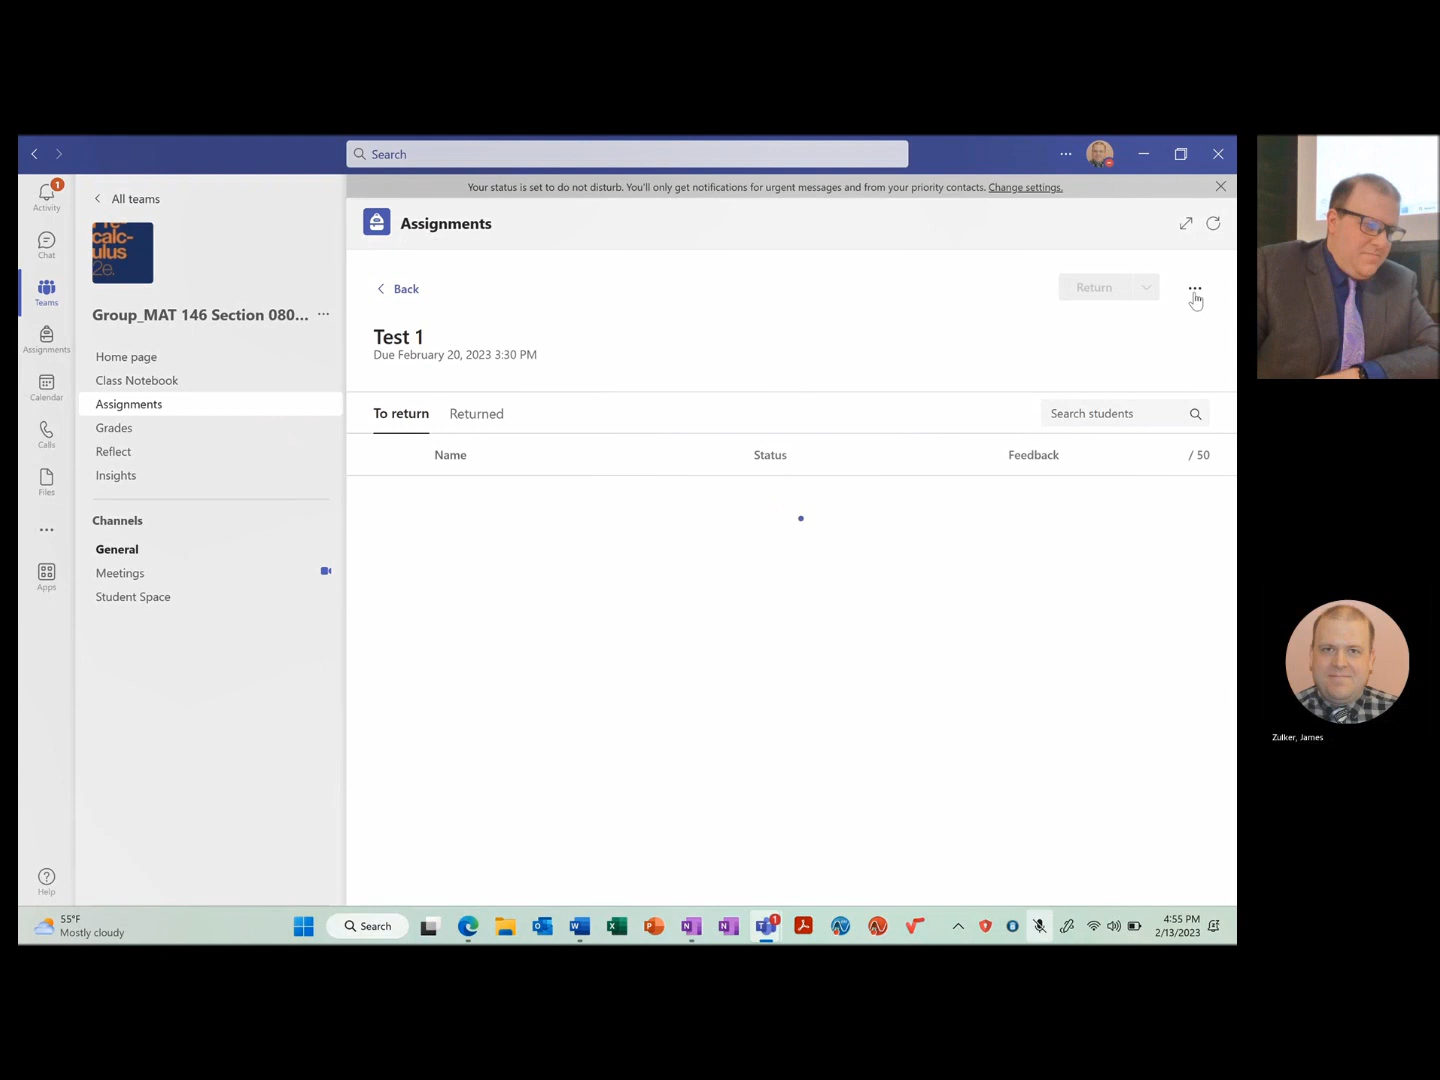 Search
Your status is set to do not disturb. You'll only get notifications for urgent messages and from your priority contacts. Change settings.
1
Activity
Chat
Teams
Assignments
Calendar
Calls
Files
Apps
Help
All teams
calc-
ulus
2e.
Group_MAT 146 Section 080...
Home page
Class Notebook
Assignments
Grades
Reflect
Insights
Channels
General
Meetings
Student Space
Assignments
Back
Return
Test 1
Due February 20, 2023 3:30 PM
To return
Returned
Search students
Name
Status
Feedback
/ 50
Zulker, James
55°F
Mostly cloudy
Search
1
4:55 PM
2/13/2023